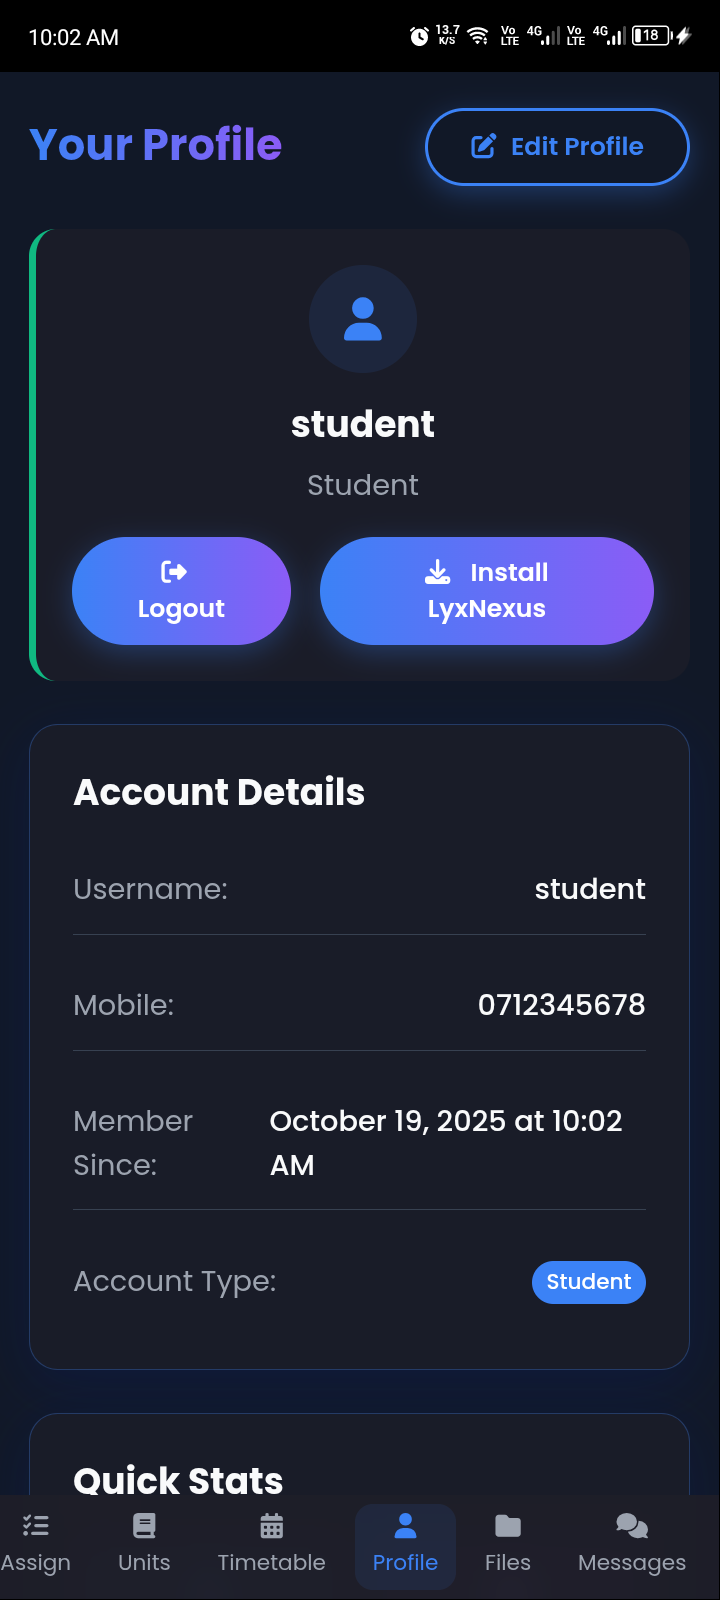 10:02 AM
13.7
K/S
Vo
LTE
4G
Vo
LTE
4G
18
Your Profile
Edit Profile
student
Student
Logout
Install
LyxNexus
Account Details
Username:
student
Mobile:
0712345678
Member
Since:
October 19, 2025 at 10:02
AM
Account Type:
Student
Quick Stats
Assign
Units
Timetable
Profile
Files
Messages